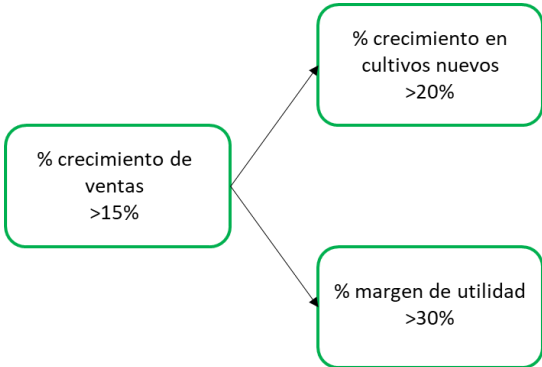 % crecimiento de
ventas
>15%
% crecimiento en
cultivos nuevos
>20%
% margen de utilidad
>30%